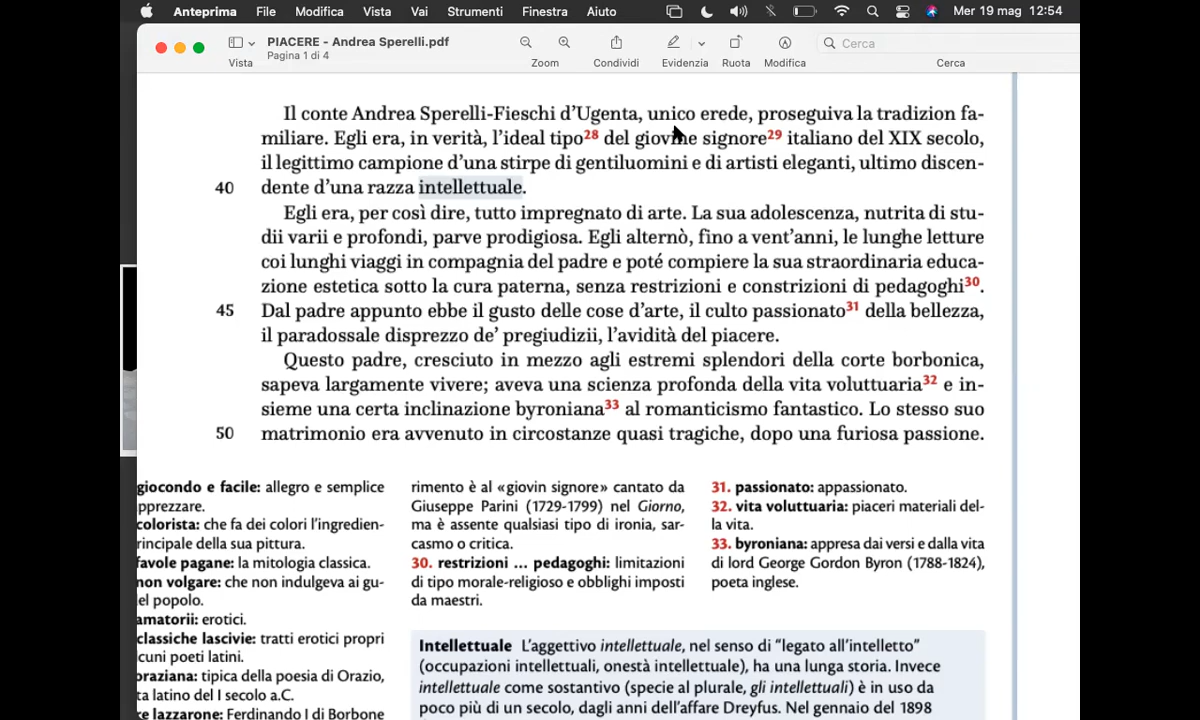 Anteprima File Modifica Vista Vai Strumenti Finestra Aiuto Mer 19 mag 12:54
PIACERE - Andrea Sperelli.pdf
Pagina 1 di 4
Cerca
Vista Zoom Condividi Evidenzia Ruota Modifica Cerca
Il conte Andrea Sperelli-Fieschi d'Ugenta, unico erede, proseguiva la tradizion fa-
miliare. Egli era, in verità, l'ideal tipo28 del giovine signore29 italiano del XIX secolo,
il legittimo campione d'una stirpe di gentiluomini e di artisti eleganti, ultimo discen-
40 dente d'una razza intellettuale.
Egli era, per così dire, tutto impregnato di arte. La sua adolescenza, nutrita di stu-
dii varii e profondi, parve prodigiosa. Egli alternò, fino a vent'anni, le lunghe letture
coi lunghi viaggi in compagnia del padre e poté compiere la sua straordinaria educa-
zione estetica sotto la cura paterna, senza restrizioni e constrizioni di pedagoghi30.
45 Dal padre appunto ebbe il gusto delle cose d'arte, il culto passionato31 della bellezza,
il paradossale disprezzo de' pregiudizii, l'avidità del piacere.
Questo padre, cresciuto in mezzo agli estremi splendori della corte borbonica,
sapeva largamente vivere; aveva una scienza profonda della vita voluttuaria32 e in-
sieme una certa inclinazione byroniana33 al romanticismo fantastico. Lo stesso suo
50 matrimonio era avvenuto in circostanze quasi tragiche, dopo una furiosa passione.
giocondo e facile: allegro e semplice
pprezzare.
colorista: che fa dei colori l'ingredien-
rincipale della sua pittura.
favole pagane: la mitologia classica.
non volgare: che non indulgeva ai gu-
el popolo.
amatorii: erotici.
classiche lascivie: tratti erotici propri
cuni poeti latini.
oraziana: tipica della poesia di Orazio,
ta latino del I secolo a.C.
re lazzarone: Ferdinando I di Borbone
rimento è al «giovin signore» cantato da
Giuseppe Parini (1729-1799) nel Giorno,
ma è assente qualsiasi tipo di ironia, sar-
casmo o critica.
30. restrizioni ... pedagoghi: limitazioni
di tipo morale-religioso e obblighi imposti
da maestri.
31. passionato: appassionato.
32. vita voluttuaria: piaceri materiali del-
la vita.
33. byroniana: appresa dai versi e dalla vita
di lord George Gordon Byron (1788-1824),
poeta inglese.
Intellettuale L'aggettivo intellettuale, nel senso di "legato all'intelletto"
(occupazioni intellettuali, onestà intellettuale), ha una lunga storia. Invece
intellettuale come sostantivo (specie al plurale, gli intellettuali) è in uso da
poco più di un secolo, dagli anni dell'affare Dreyfus. Nel gennaio del 1898